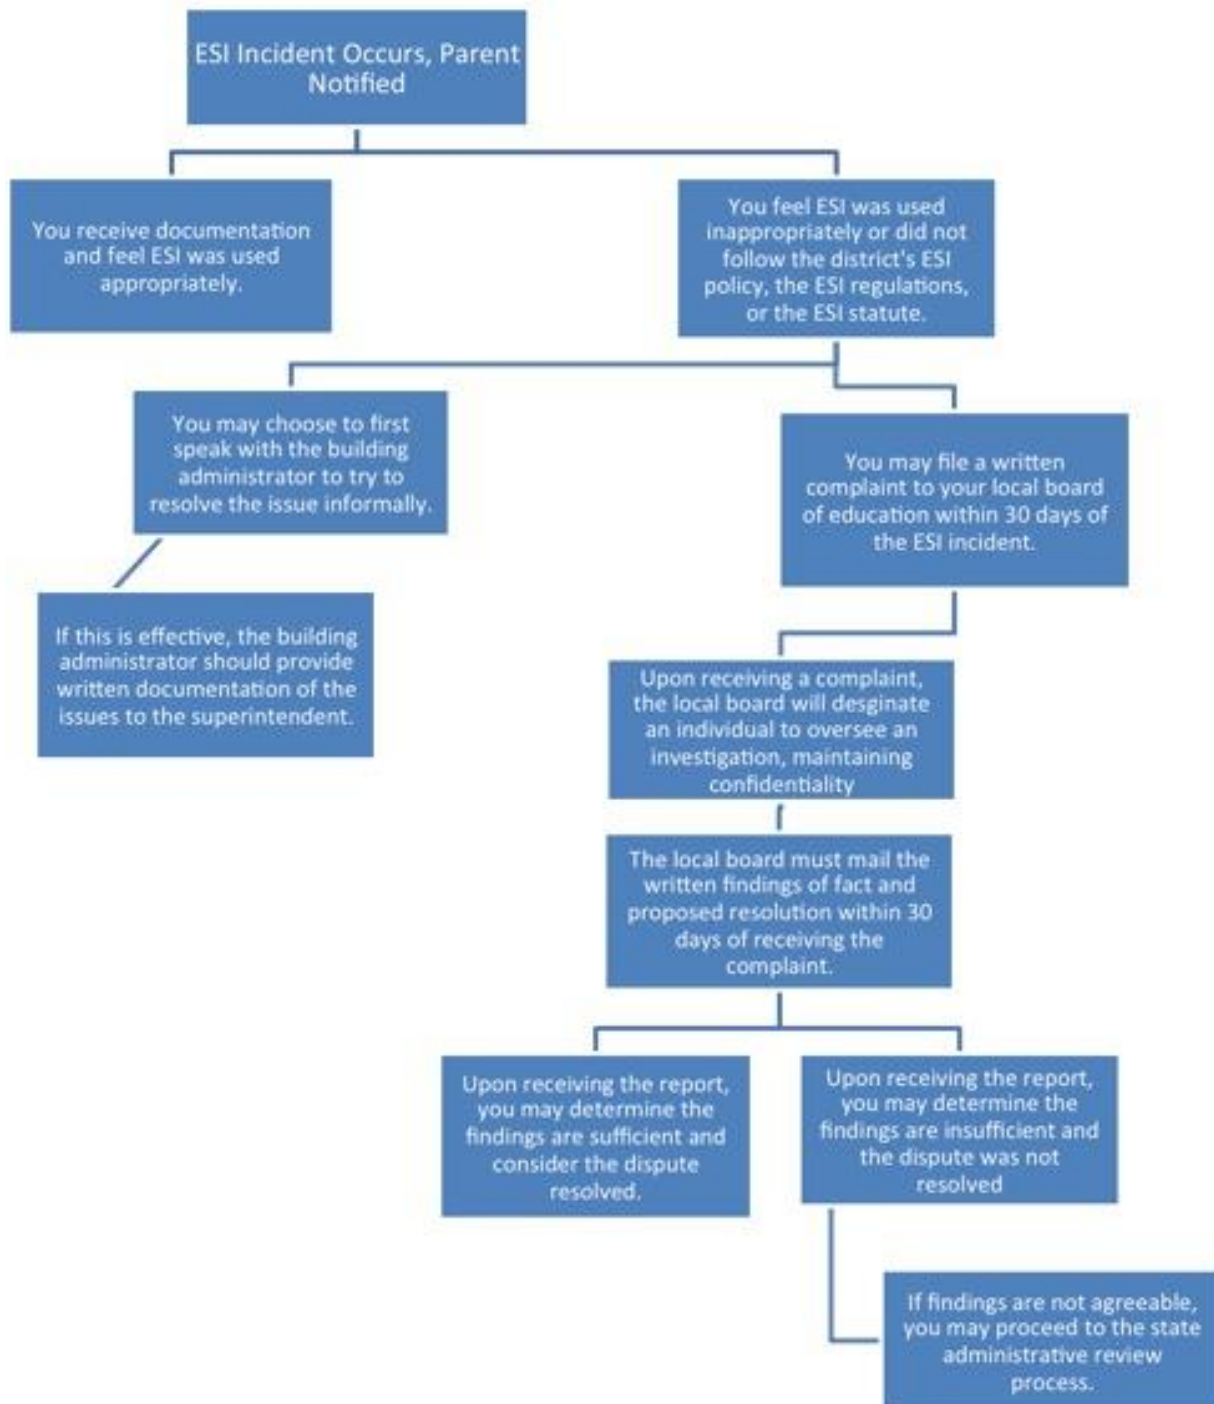 ESI Incident Occurs, Parent
Notified
You receive documentation
and feel ESI was used
appropriately.
You feel ESI was used
inappropriately or did not
follow the district's ESI
policy, the ESI regulations,
or the ESI statute.
You may choose to first
speak with the building
administrator to try to
resolve the issue informally.
You may file a written
complaint to your local board
of education within 30 days of
the ESI incident.
If this is effective, the building
administrator should provide
written documentation of the
issues to the superintendent.
Upon receiving a complaint,
the local board will desginate
an individual to oversee an
investigation, maintaining
confidentiality
The local board must mail the
written findings of fact and
proposed resolution within 30
days of receiving the
complaint.
Upon receiving the report,
you may determine the
findings are sufficient and
consider the dispute
resolved.
Upon receiving the report,
you may determine the
findings are insufficient and
the dispute was not
resolved
If findings are not agreeable,
you may proceed to the state
administrative review
process.